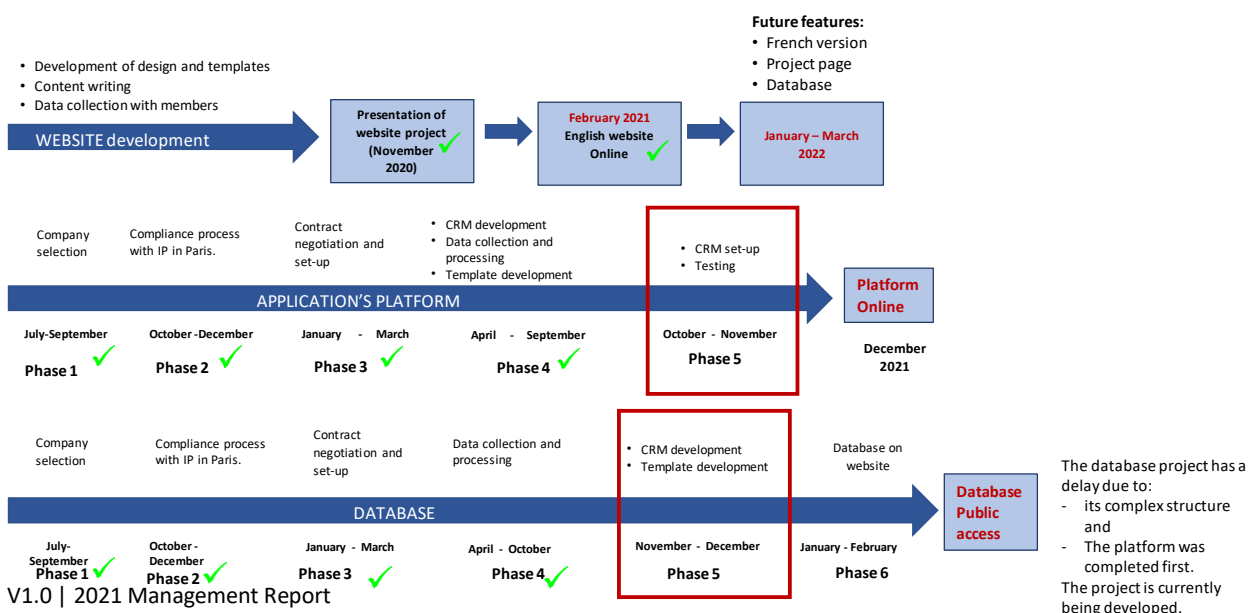 Future features:
• French version
• Project page
• Database
• Development of design and templates
• Content writing
• Data collection with members
WEBSITE development
Presentation of
website project
(November
2020)
February 2021
English website
Online
January – March
2022
Company
selection
Compliance process
with IP in Paris.
Contract
negotiation and
set-up
• CRM development
• Data collection and
processing
• Template development
• CRM set-up
• Testing
APPLICATION'S PLATFORM
Platform
Online
July-September
Phase 1
October -December
Phase 2
January - March
Phase 3
April - September
Phase 4
October - November
Phase 5
December
2021
Company
selection
Compliance process
with IP in Paris.
Contract
negotiation and
set-up
Data collection and
processing
• CRM development
• Template development
Database on
website
DATABASE
Database
Public
access
July-
September
Phase 1
October -
December
Phase 2
January - March
Phase 3
April - October
Phase 4
November - December
Phase 5
January - February
Phase 6
The database project has a
delay due to:
- its complex structure
and
- The platform was
completed first.
The project is currently
being developed.
V1.0 | 2021 Management Report